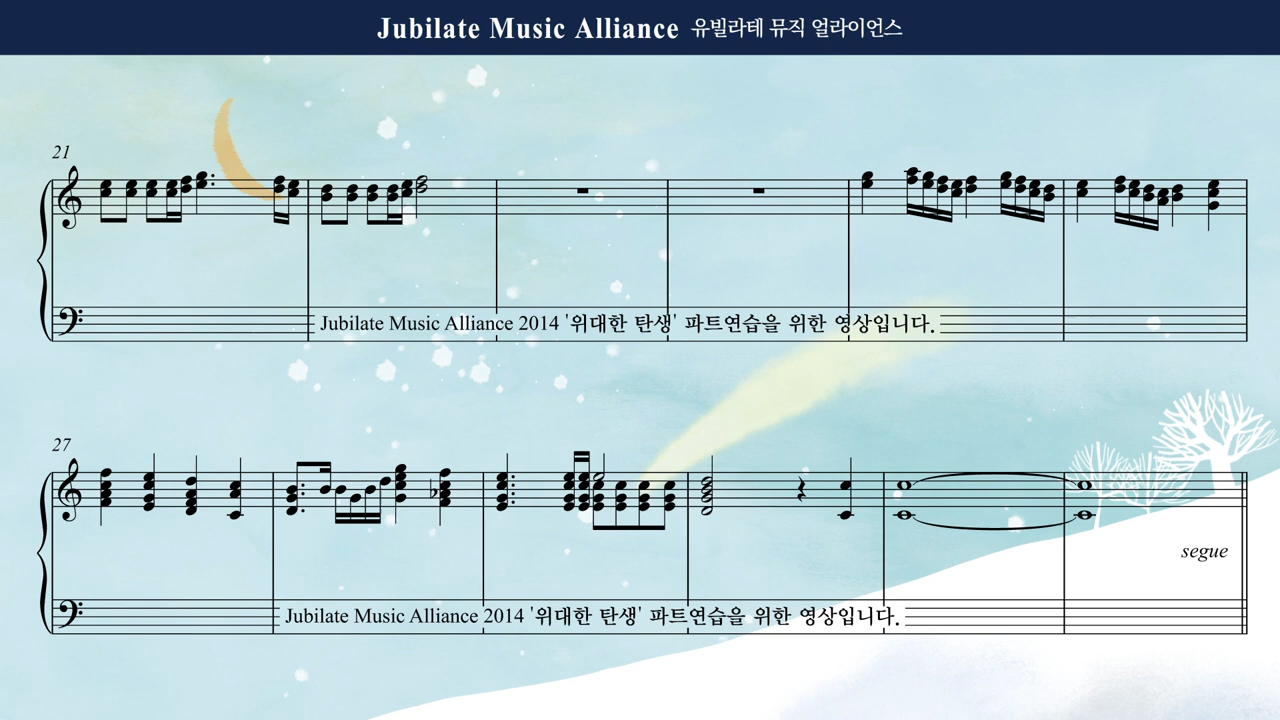 Jubilate Music Alliance 유빌라테 뮤직 얼라이언스
21
Jubilate Music Alliance 2014 '위대한 탄생' 파트연습을 위한 영상입니다.
27
segue
Jubilate Music Alliance 2014 '위대한 탄생' 파트연습을 위한 영상입니다.